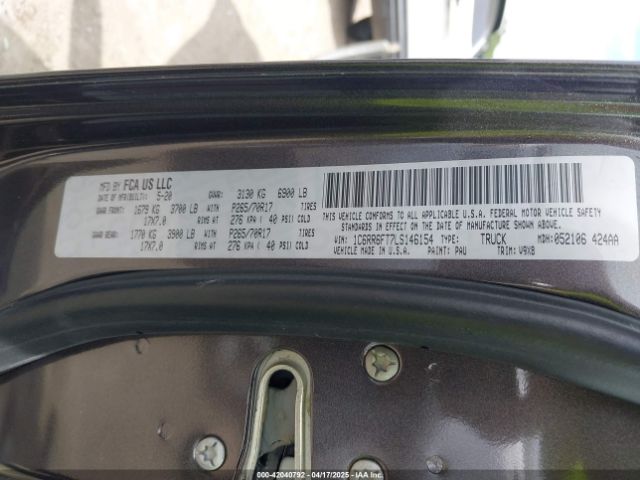 MFD BY FCA US LLC
DATE OF MFR(BUILT): 5-20 GVWR: 3130 KG 6900 LB
GAWR FRONT: 1679 KG 3700 LB P265/70R17 TIRES
17X7.0 RIMS AT 276 KPA ( 40 PSI) COLD
GAWR REAR: 1770 KG 3900 LB P265/70R17 TIRES
17X7.0 RIMS AT 276 KPA ( 40 PSI) COLD
THIS VEHICLE CONFORMS TO ALL APPLICABLE U.S.A. FEDERAL MOTOR VEHICLE SAFETY
STANDARDS IN EFFECT ON THE DATE OF MANUFACTURE SHOWN ABOVE.
VIN: 1C6RR6FT7LS146154 TYPE: TRUCK MDH: 052106 424AA
VEHICLE MADE IN U.S.A. PAINT: PAU TRIM: V9X8
000-42040792 - 04/17/2025 -